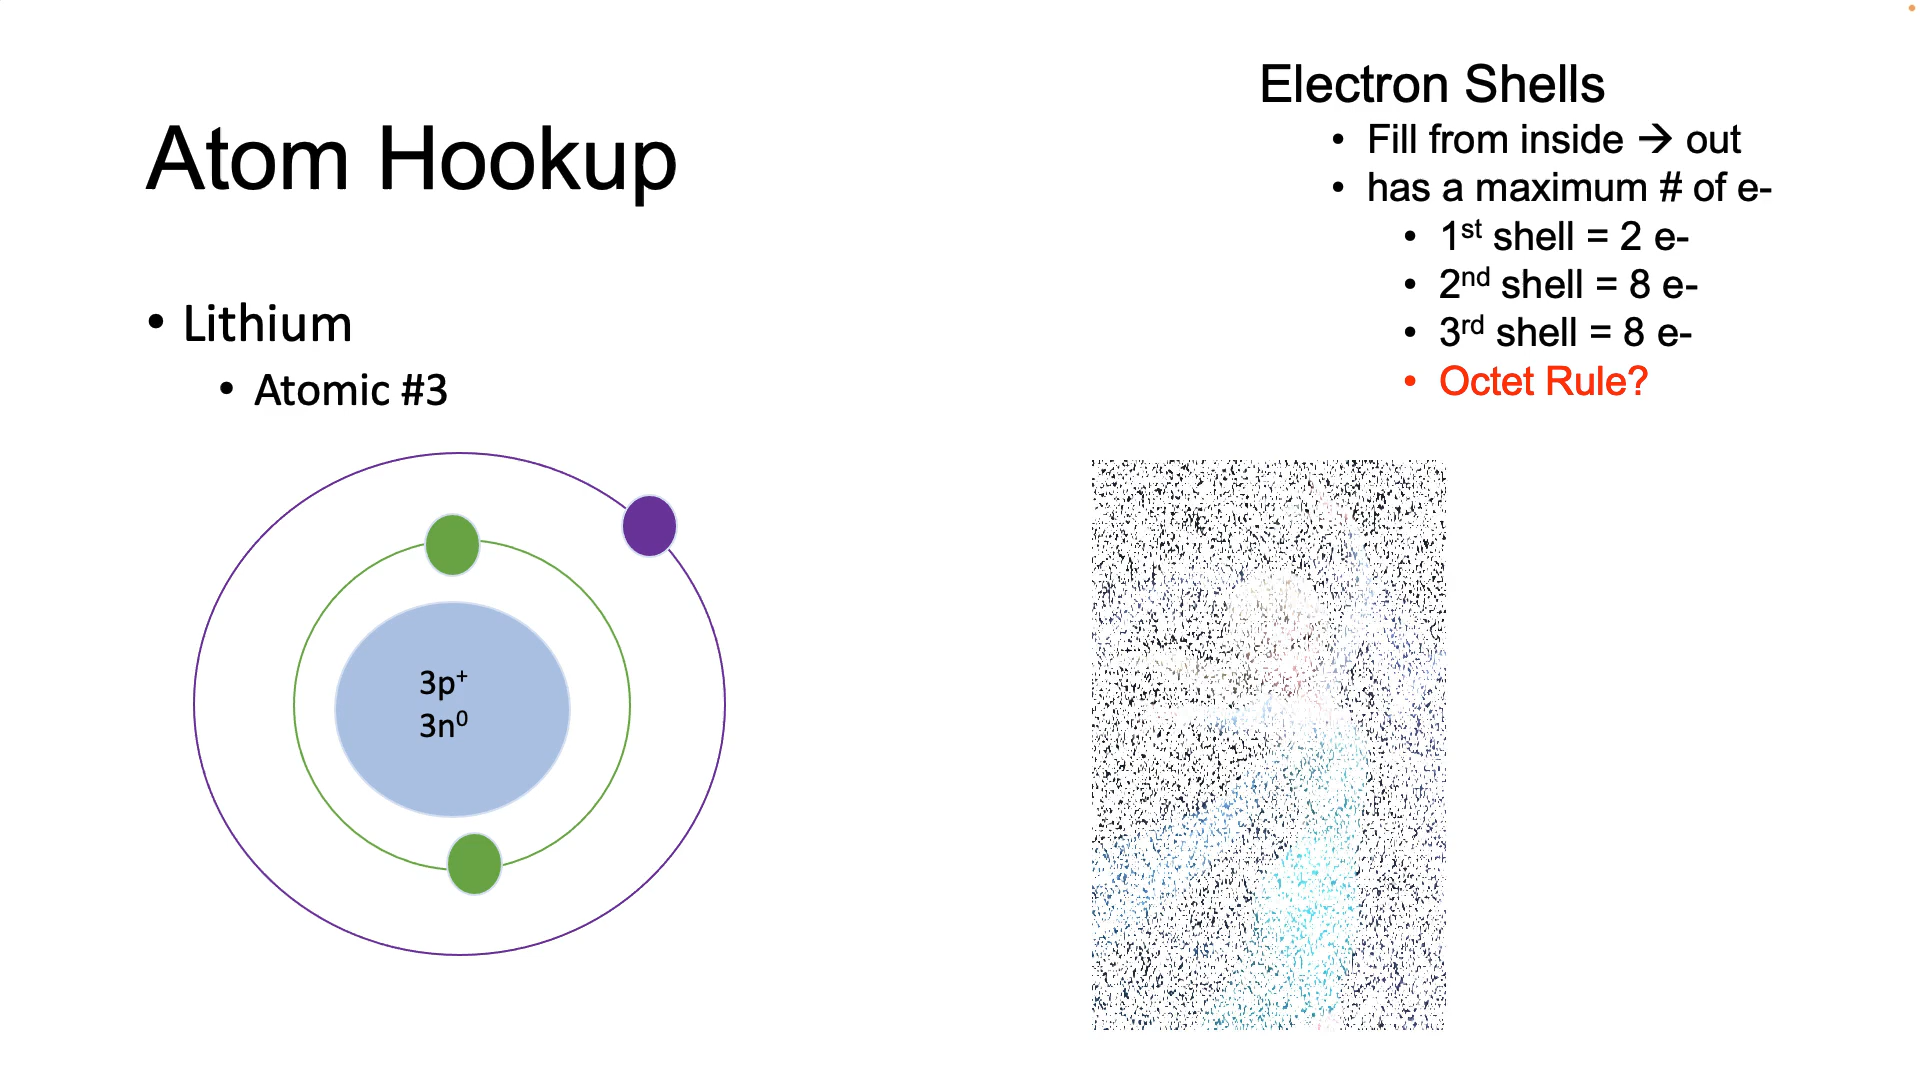 Atom Hookup
• Lithium
• Atomic #3
3p⁺
3n⁰
Electron Shells
• Fill from inside → out
• has a maximum # of e-
• 1st shell = 2 e-
• 2nd shell = 8 e-
• 3rd shell = 8 e-
• Octet Rule?